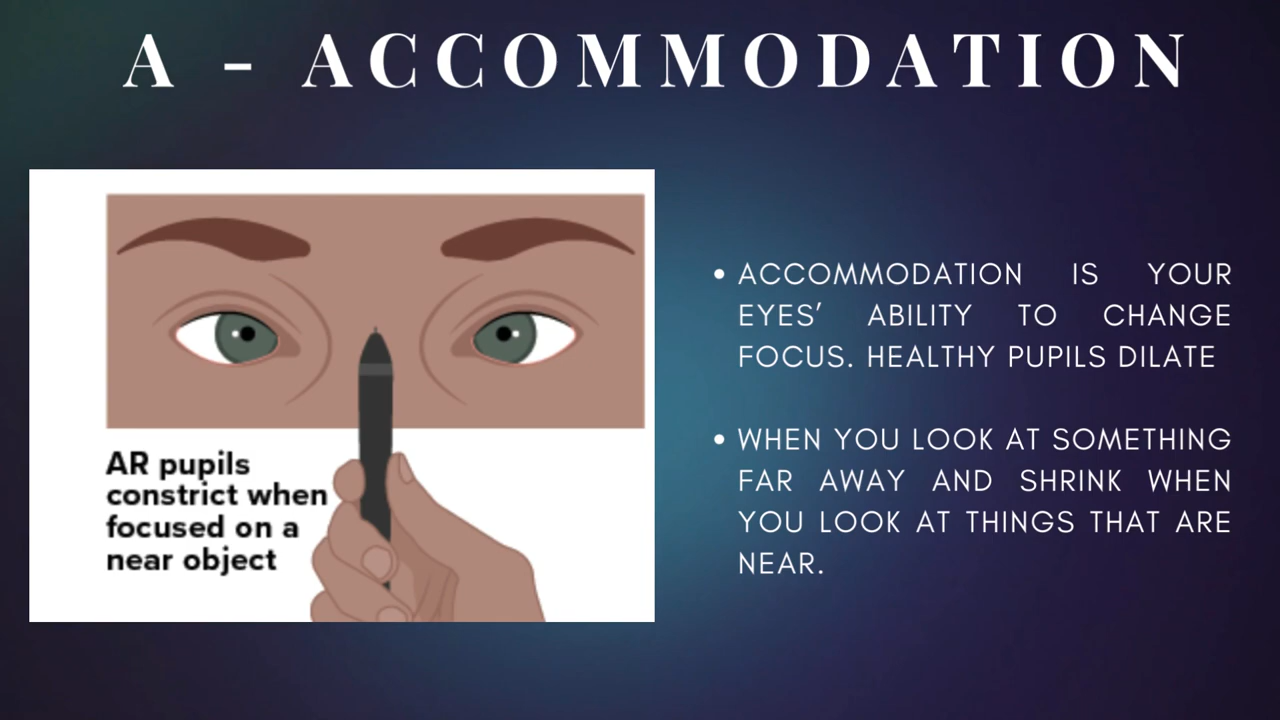 A - ACCOMMODATION
AR pupils
constrict when
focused on a
near object
• ACCOMMODATION IS YOUR
EYES’ ABILITY TO CHANGE
FOCUS. HEALTHY PUPILS DILATE
• WHEN YOU LOOK AT SOMETHING
FAR AWAY AND SHRINK WHEN
YOU LOOK AT THINGS THAT ARE
NEAR.